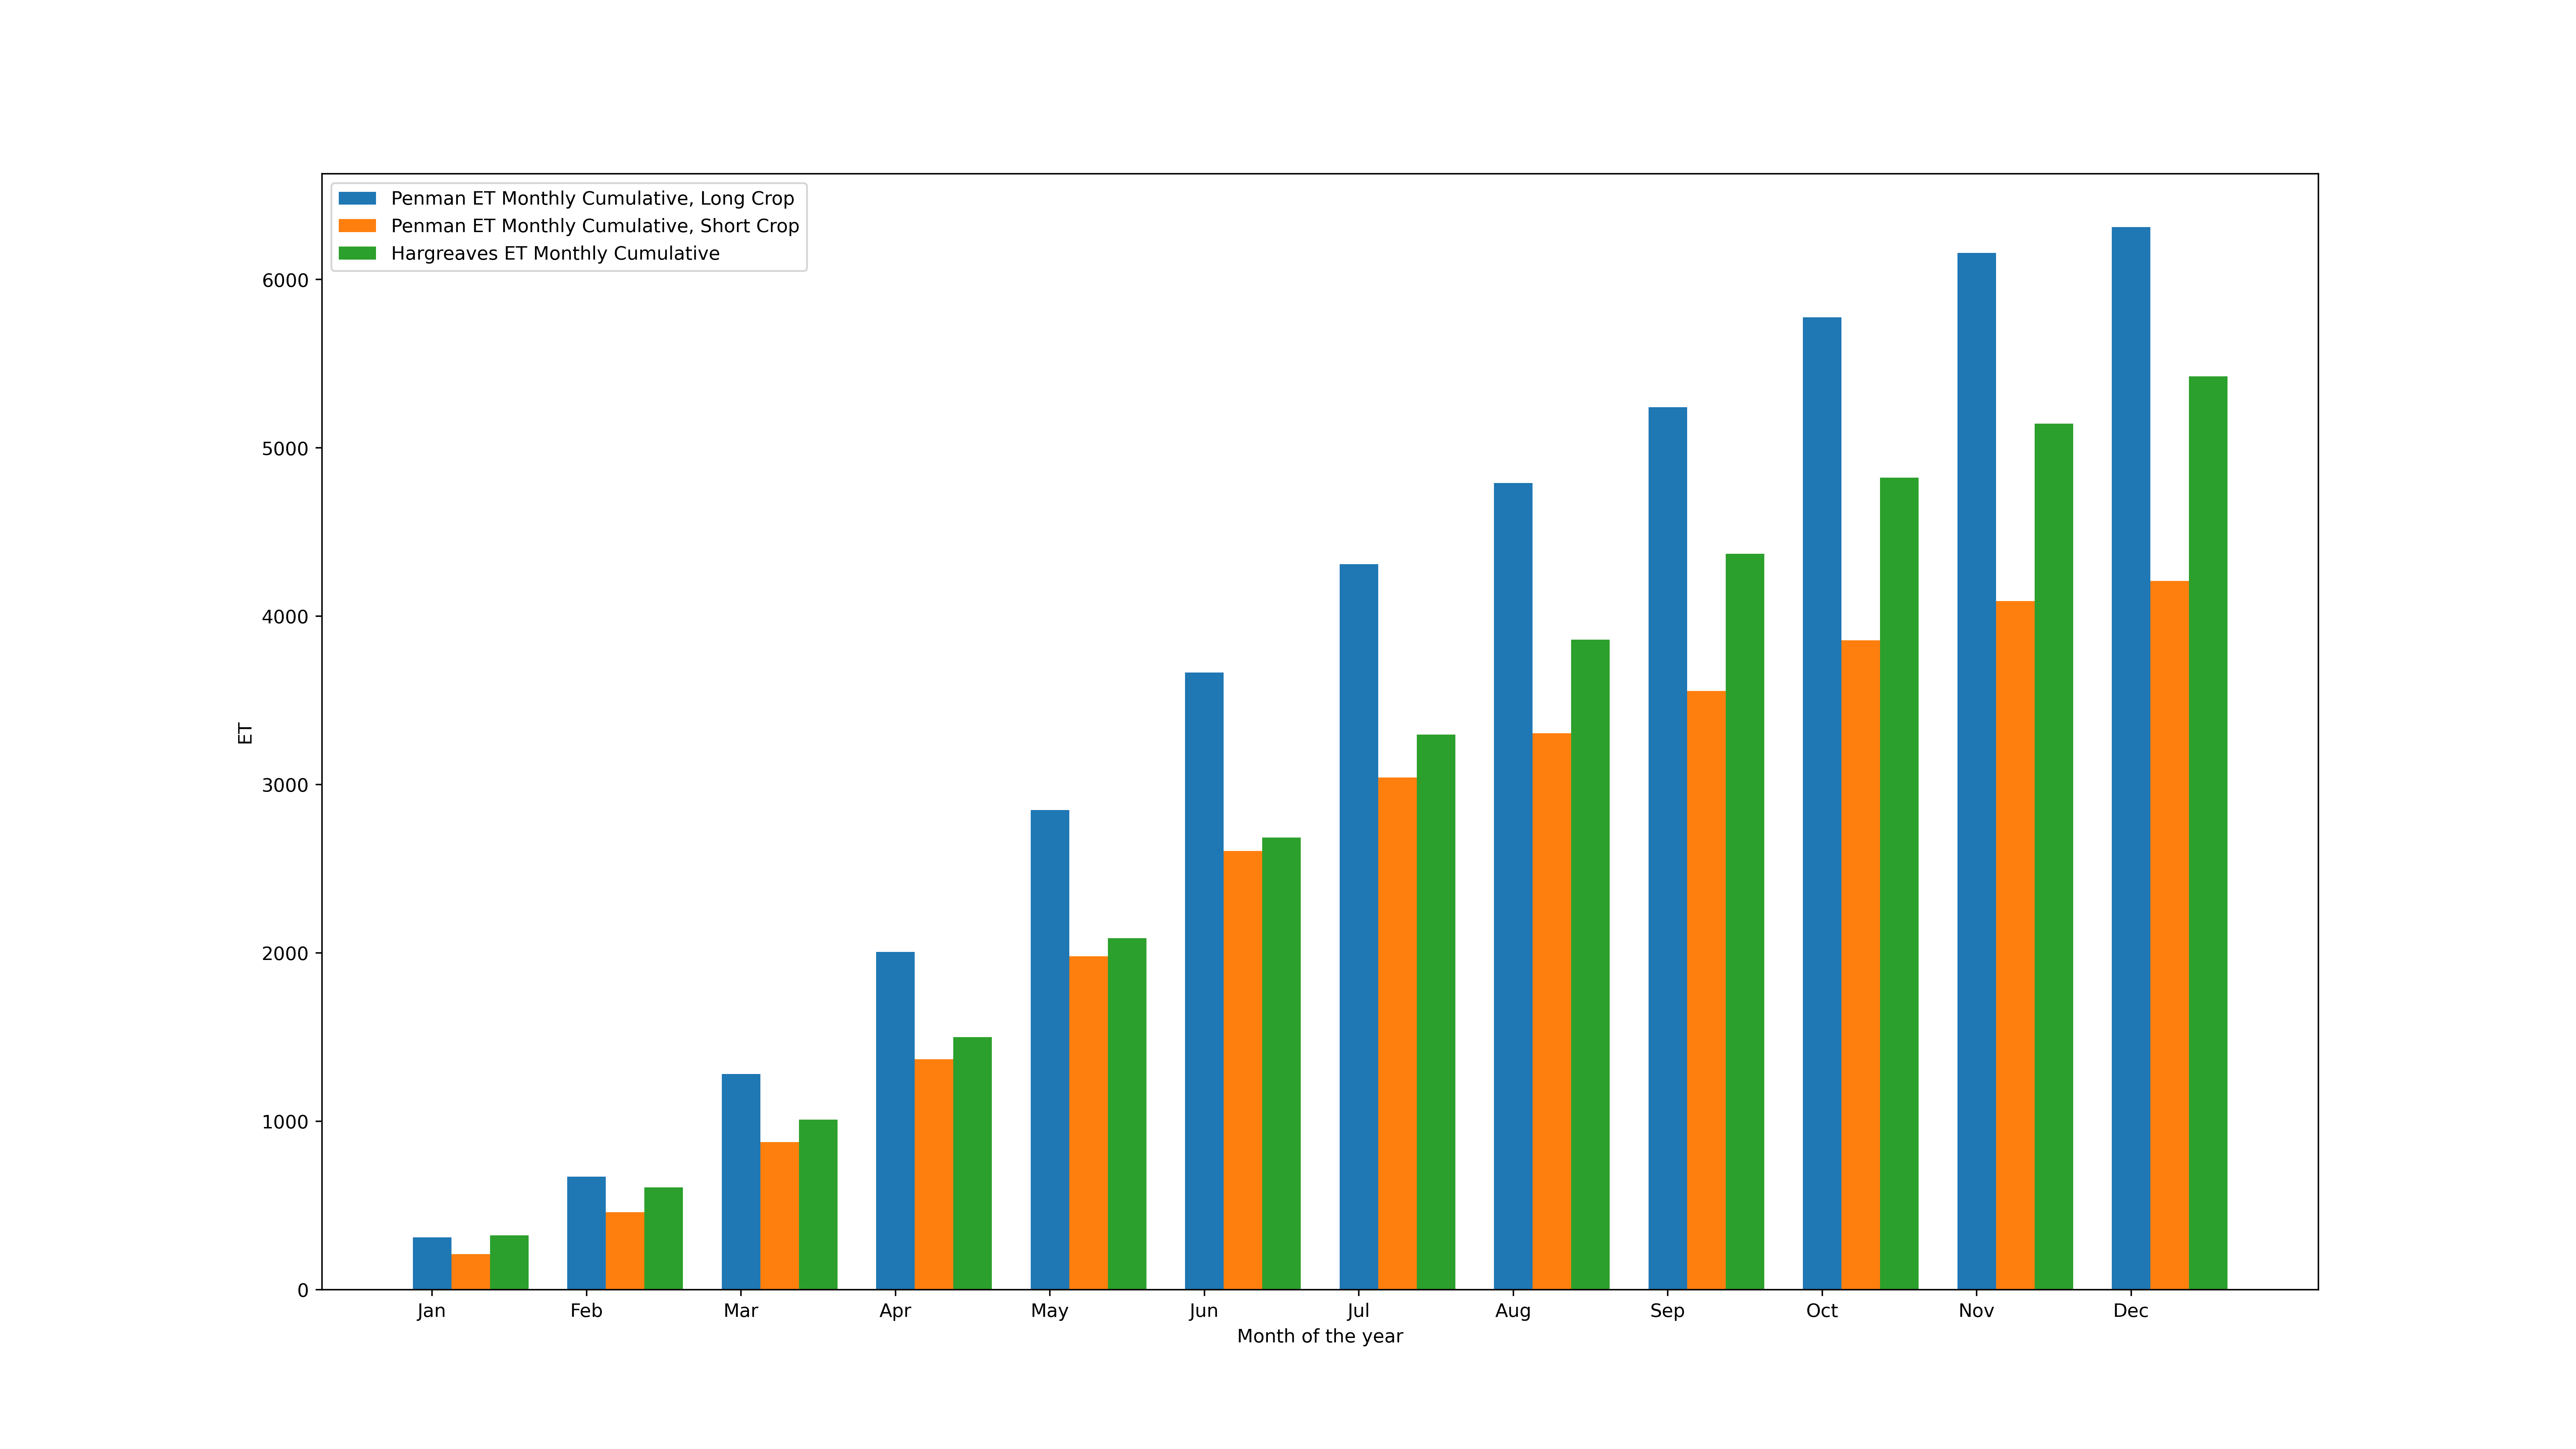 Penman ET Monthly Cumulative, Long Crop
Penman ET Monthly Cumulative, Short Crop
Hargreaves ET Monthly Cumulative
6000
5000
4000
3000
2000
1000
0
ET
Jan Feb Mar Apr May Jun Jul Aug Sep Oct Nov Dec
Month of the year